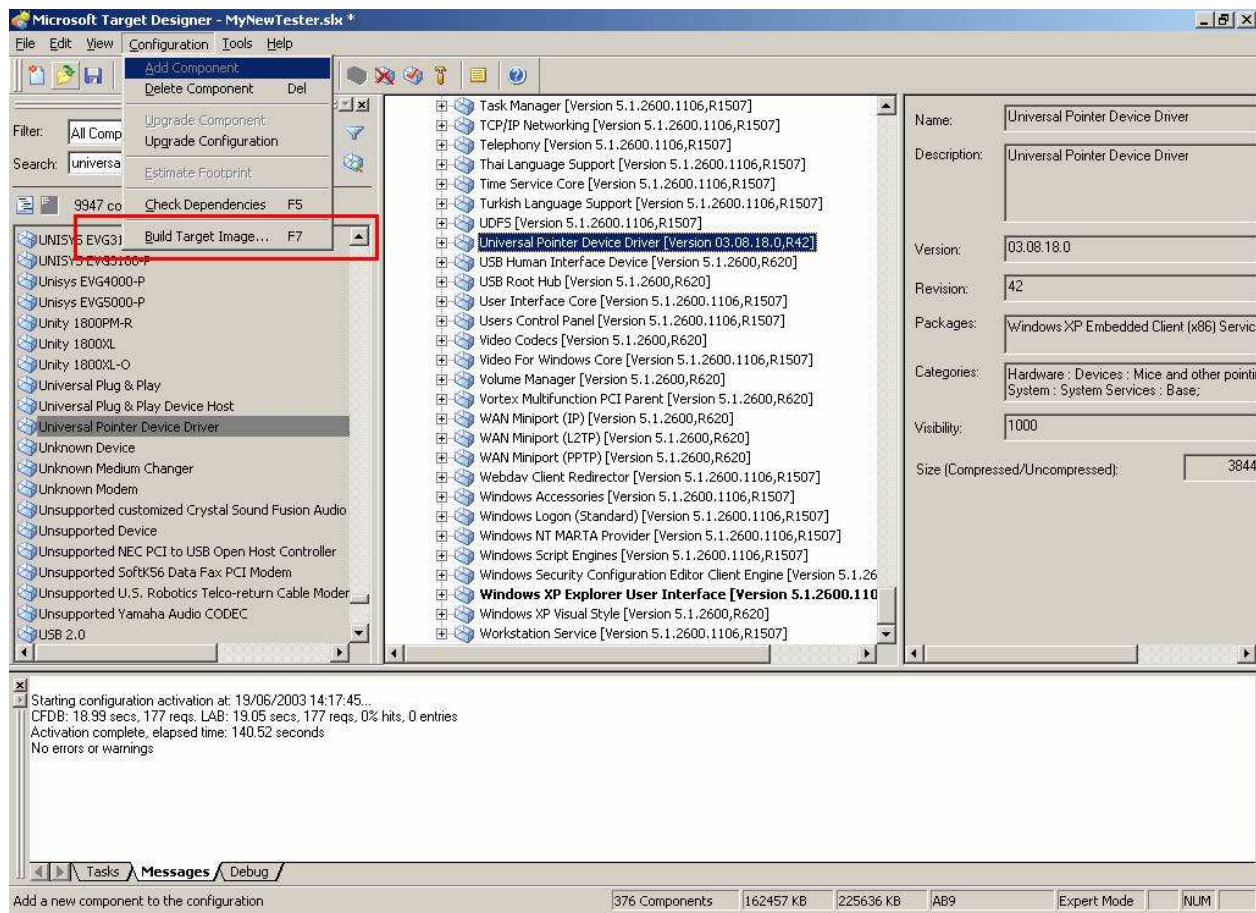 Microsoft Target Designer - MyNewTester.slx *
File Edit View Configuration Tools Help
Add Component
Delete Component Del
Upgrade Component
Upgrade Configuration
Estimate Footprint
Check Dependencies F5
Build Target Image... F7
Filter: All Comp
Search: universa
9947 co
UNISYS EVG31
UNISYS EVG3100-P
Unisys EVG4000-P
Unisys EVG5000-P
Unity 1800PM-R
Unity 1800XL
Unity 1800XL-O
Universal Plug & Play
Universal Plug & Play Device Host
Universal Pointer Device Driver
Unknown Device
Unknown Medium Changer
Unknown Modem
Unsupported customized Crystal Sound Fusion Audio
Unsupported Device
Unsupported NEC PCI to USB Open Host Controller
Unsupported SoftK56 Data Fax PCI Modem
Unsupported U.S. Robotics Telco-return Cable Moder
Unsupported Yamaha Audio CODEC
USB 2.0
Task Manager [Version 5.1.2600.1106,R1507]
TCP/IP Networking [Version 5.1.2600.1106,R1507]
Telephony [Version 5.1.2600.1106,R1507]
Thai Language Support [Version 5.1.2600.1106,R1507]
Time Service Core [Version 5.1.2600.1106,R1507]
Turkish Language Support [Version 5.1.2600.1106,R1507]
UDFS [Version 5.1.2600.1106,R1507]
Universal Pointer Device Driver [Version 03.08.18.0,R42]
USB Human Interface Device [Version 5.1.2600,R620]
USB Root Hub [Version 5.1.2600,R620]
User Interface Core [Version 5.1.2600.1106,R1507]
Users Control Panel [Version 5.1.2600.1106,R1507]
Video Codecs [Version 5.1.2600,R620]
Video For Windows Core [Version 5.1.2600.1106,R1507]
Volume Manager [Version 5.1.2600,R620]
Vortex Multifunction PCI Parent [Version 5.1.2600,R620]
WAN Miniport (IP) [Version 5.1.2600,R620]
WAN Miniport (L2TP) [Version 5.1.2600,R620]
WAN Miniport (PPTP) [Version 5.1.2600,R620]
Webdav Client Redirector [Version 5.1.2600.1106,R1507]
Windows Accessories [Version 5.1.2600.1106,R1507]
Windows Logon (Standard) [Version 5.1.2600.1106,R1507]
Windows NT MARTA Provider [Version 5.1.2600.1106,R1507]
Windows Script Engines [Version 5.1.2600.1106,R1507]
Windows Security Configuration Editor Client Engine [Version 5.1.26
Windows XP Explorer User Interface [Version 5.1.2600.110
Windows XP Visual Style [Version 5.1.2600,R620]
Workstation Service [Version 5.1.2600.1106,R1507]
Name: Universal Pointer Device Driver
Description: Universal Pointer Device Driver
Version: 03.08.18.0
Revision: 42
Packages: Windows XP Embedded Client (x86) Servic
Categories: Hardware : Devices : Mice and other pointi
System : System Services : Base;
Visibility: 1000
Size (Compressed/Uncompressed): 3844
Starting configuration activation at: 19/06/2003 14:17:45...
CFDB: 18.99 secs, 177 reqs. LAB: 19.05 secs, 177 reqs, 0% hits, 0 entries
Activation complete, elapsed time: 140.52 seconds
No errors or warnings
Tasks Messages Debug
Add a new component to the configuration 376 Components 162457 KB 225636 KB AB9 Expert Mode NUM